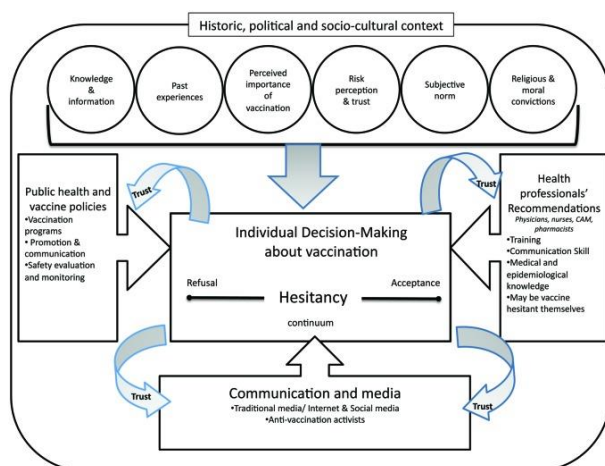 Historic, political and socio-cultural context
Knowledge
&
information
Past
experiences
Perceived
importance
of
vaccination
Risk
perception
& trust
Subjective
norm
Religious &
moral
convictions
Public health and
vaccine policies
•Vaccination
programs
• Promotion &
communication
•Safety evaluation
and monitoring
Trust
Trust
Health
professionals’
Recommendations
Physicians, nurses, CAM,
pharmacists
•Training
•Communication Skill
•Medical and
epidemiological
knowledge
•May be vaccine
hesitant themselves
Individual Decision-Making
about vaccination
Refusal
Acceptance
Hesitancy
continuum
Trust
Trust
Communication and media
•Traditional media/ Internet & Social media
•Anti-vaccination activists